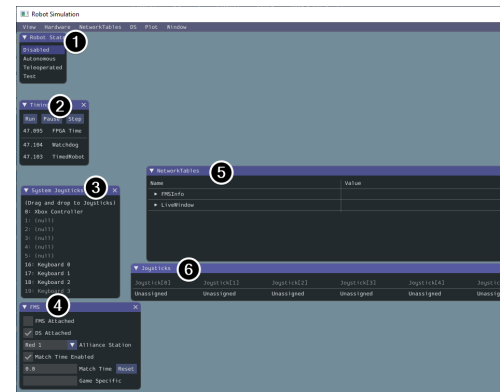 Robot Simulation
View Hardware NetworkTables DS Plot Window
Robot State
1
Disabled
Autonomous
Teleoperated
Test
Timing
2
Run Pause Step
47.095 FPGA Time
47.104 Watchdog
47.103 TimedRobot
System Joysticks
3
(Drag and drop to Joysticks)
0: Xbox Controller
1: (null)
2: (null)
3: (null)
4: (null)
5: (null)
16: Keyboard 0
17: Keyboard 1
18: Keyboard 2
19: Keyboard 3
FMS
4
FMS Attached
DS Attached
Red 1 Alliance Station
Match Time Enabled
0.0 Match Time Reset
Game Specific
NetworkTables
5
Name Value
FMSInfo
LiveWindow
Joysticks
6
Joystick[0] Joystick[1] Joystick[2] Joystick[3] Joystick[4] Joystic
Unassigned Unassigned Unassigned Unassigned Unassigned Unassig